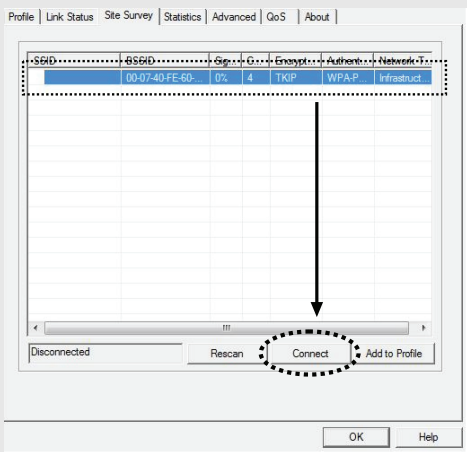 Profile Link Status Site Survey Statistics Advanced QoS About
SSID BSSID Sig... C... Encrypt... Authent... Network T...
00-07-40-FE-60-... 0% 4 TKIP WPA-P... Infrastruct...
Disconnected Rescan Connect Add to Profile
OK Help